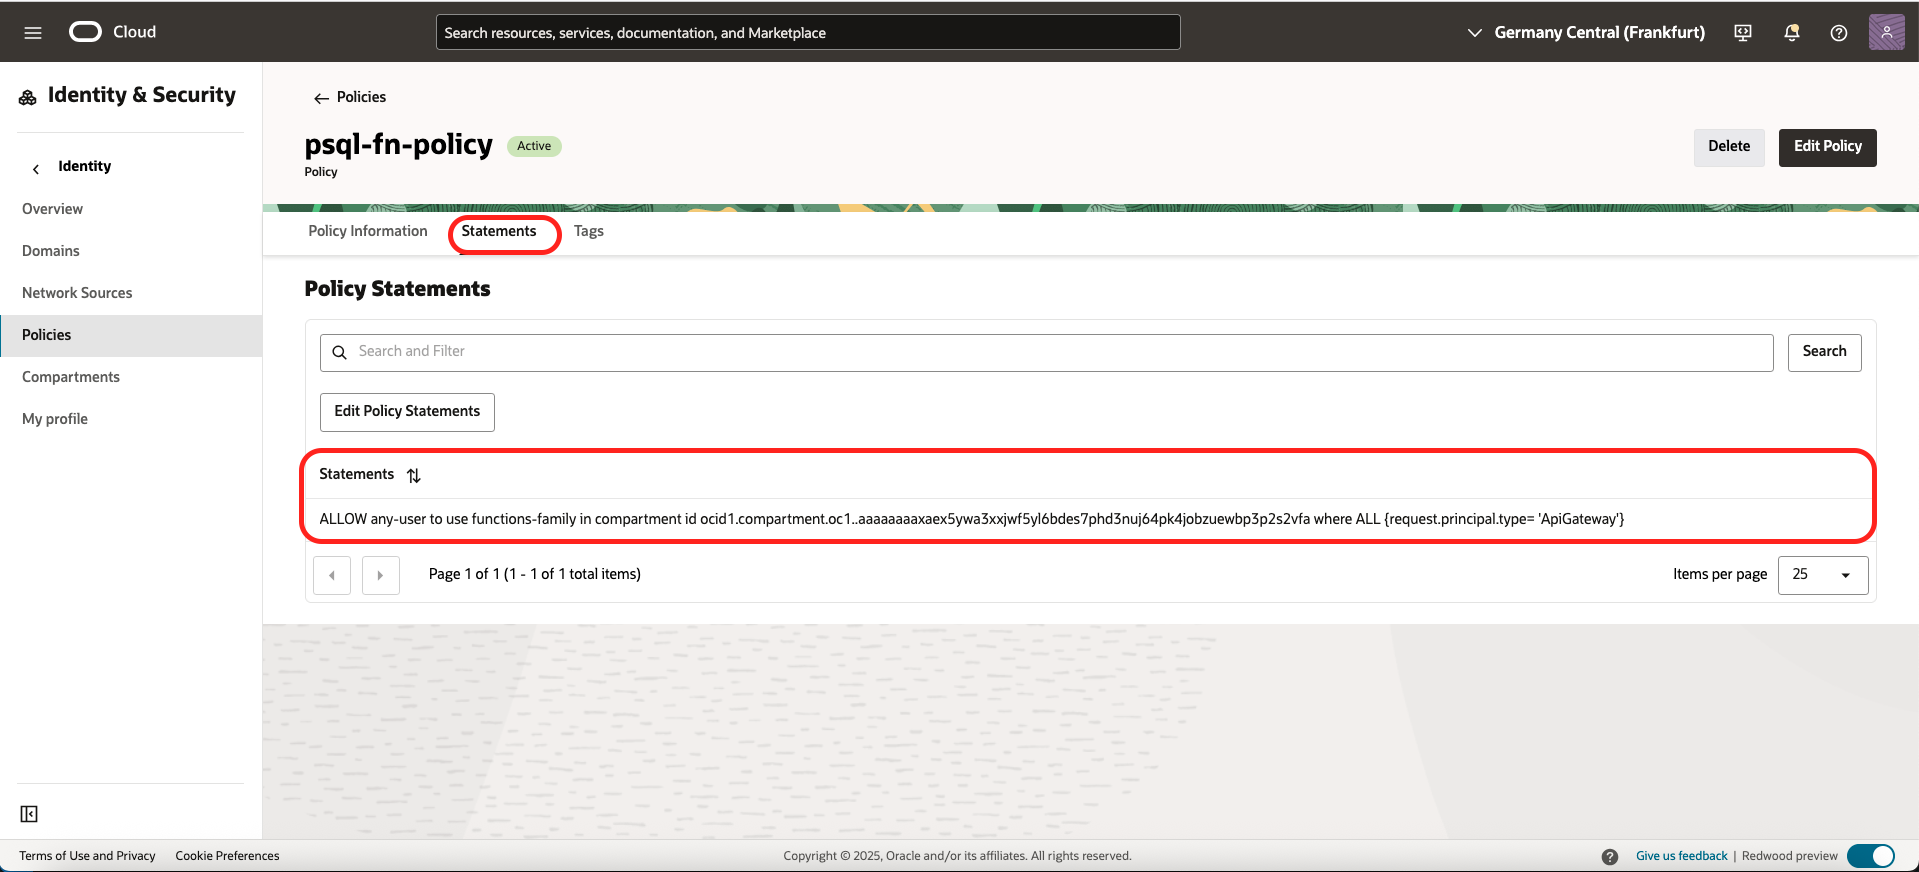 Cloud
Search resources, services, documentation, and Marketplace
Germany Central (Frankfurt)
Identity & Security
Identity
Overview
Domains
Network Sources
Policies
Compartments
My profile
Policies
psql-fn-policy
Active
Policy
Delete
Edit Policy
Policy Information
Statements
Tags
Policy Statements
Search and Filter
Search
Edit Policy Statements
Statements
ALLOW any-user to use functions-family in compartment id ocid1.compartment.oc1..aaaaaaaaxaex5ywa3xxjwf5yl6bdes7phd3nuj64pk4jobzuewbp3p2s2vfa where ALL {request.principal.type= 'ApiGateway'}
Page 1 of 1 (1 - 1 of 1 total items)
Items per page
25
Terms of Use and Privacy
Cookie Preferences
Copyright © 2025, Oracle and/or its affiliates. All rights reserved.
Give us feedback | Redwood preview